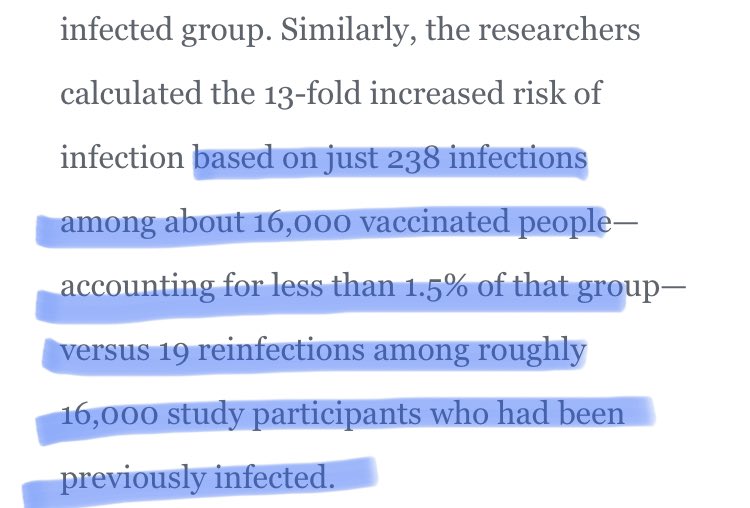 infected group. Similarly, the researchers
calculated the 13-fold increased risk of
infection based on just 238 infections
among about 16,000 vaccinated people—
accounting for less than 1.5% of that group—
versus 19 reinfections among roughly
16,000 study participants who had been
previously infected.